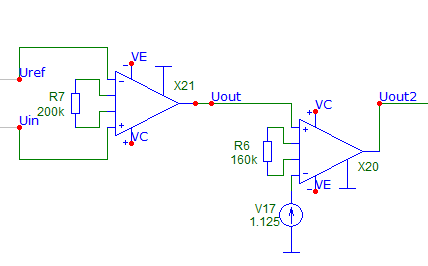 VE
Uref
R7
200k
X21
Uin
VC
Uout
VC
Uout2
R6
160k
X20
VE
V17
1.125